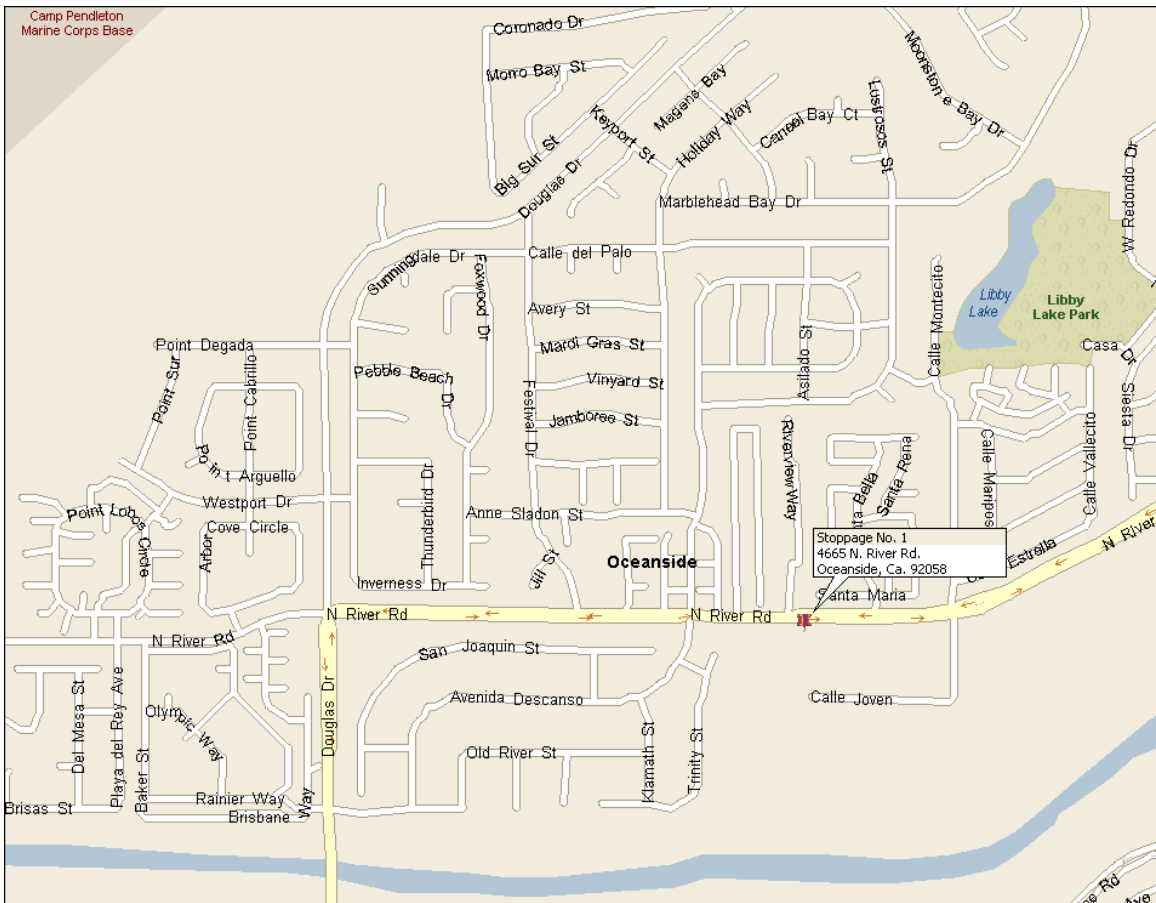 Camp Pendleton
Marine Corps Base
Coronado Dr
Morro Bay St
Magens Bay
Keyport St
Holiday Way
Caneel Bay Ct
Lustrosos St
Moonstone Bay Dr
Big Sur St
Douglas Dr
Marblehead Bay Dr
W Redondo Dr
Sunningdale Dr
Foxwood Dr
Calle del Palo
Calle Montecito
Libby
Lake
Libby
Lake Park
Avery St
Mardi Gras St
Vinyard St
Jamboree St
Festival Dr
Asilado St
Casa Dr
Siesta Dr
Point Degada
Point Sur
Point Cabrillo
Pebble Beach Dr
Point Arguello
Riverview Way
Santa Rena
Calle Vallecito
Westport Dr
Thunderbird Dr
Point Lobos Circle
Cove Circle
Arbor
Anne Sladon St
Jill St
Oceanside
Stoppage No. 1
4665 N. River Rd.
Oceanside, Ca. 92058
Estrella
N River
Inverness Dr
Santa Maria
N River Rd
N River Rd
N River Rd
San Joaquin St
Avenida Descanso
Calle Joven
Del Mesa St
Playa del Rey Ave
Baker St
Olympic Way
Douglas Dr
Old River St
Klamath St
Trinity St
Brisas St
Rainier Way
Brisbane Way
Ave